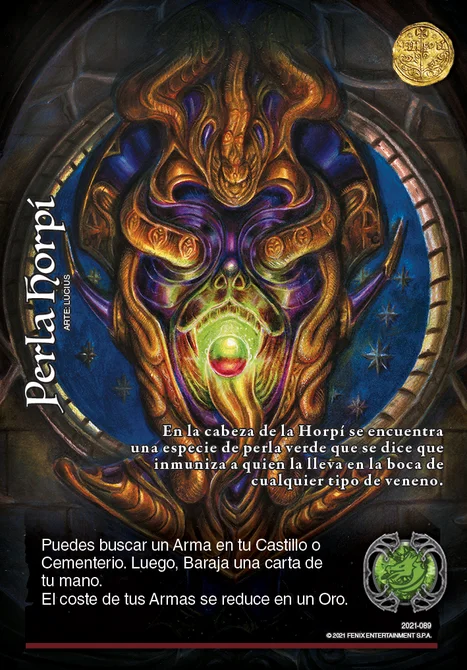 Perla Horpí
ARTE: LUCIUS
En la cabeza de la Horpí se encuentra
una especie de perla verde que se dice que
inmuniza a quien la lleva en la boca de
cualquier tipo de veneno.
Puedes buscar un Arma en tu Castillo o
Cementerio. Luego, Baraja una carta de
tu mano.
El coste de tus Armas se reduce en un Oro.
2021-089
© 2021 FENIX ENTERTAINMENT S.P.A.